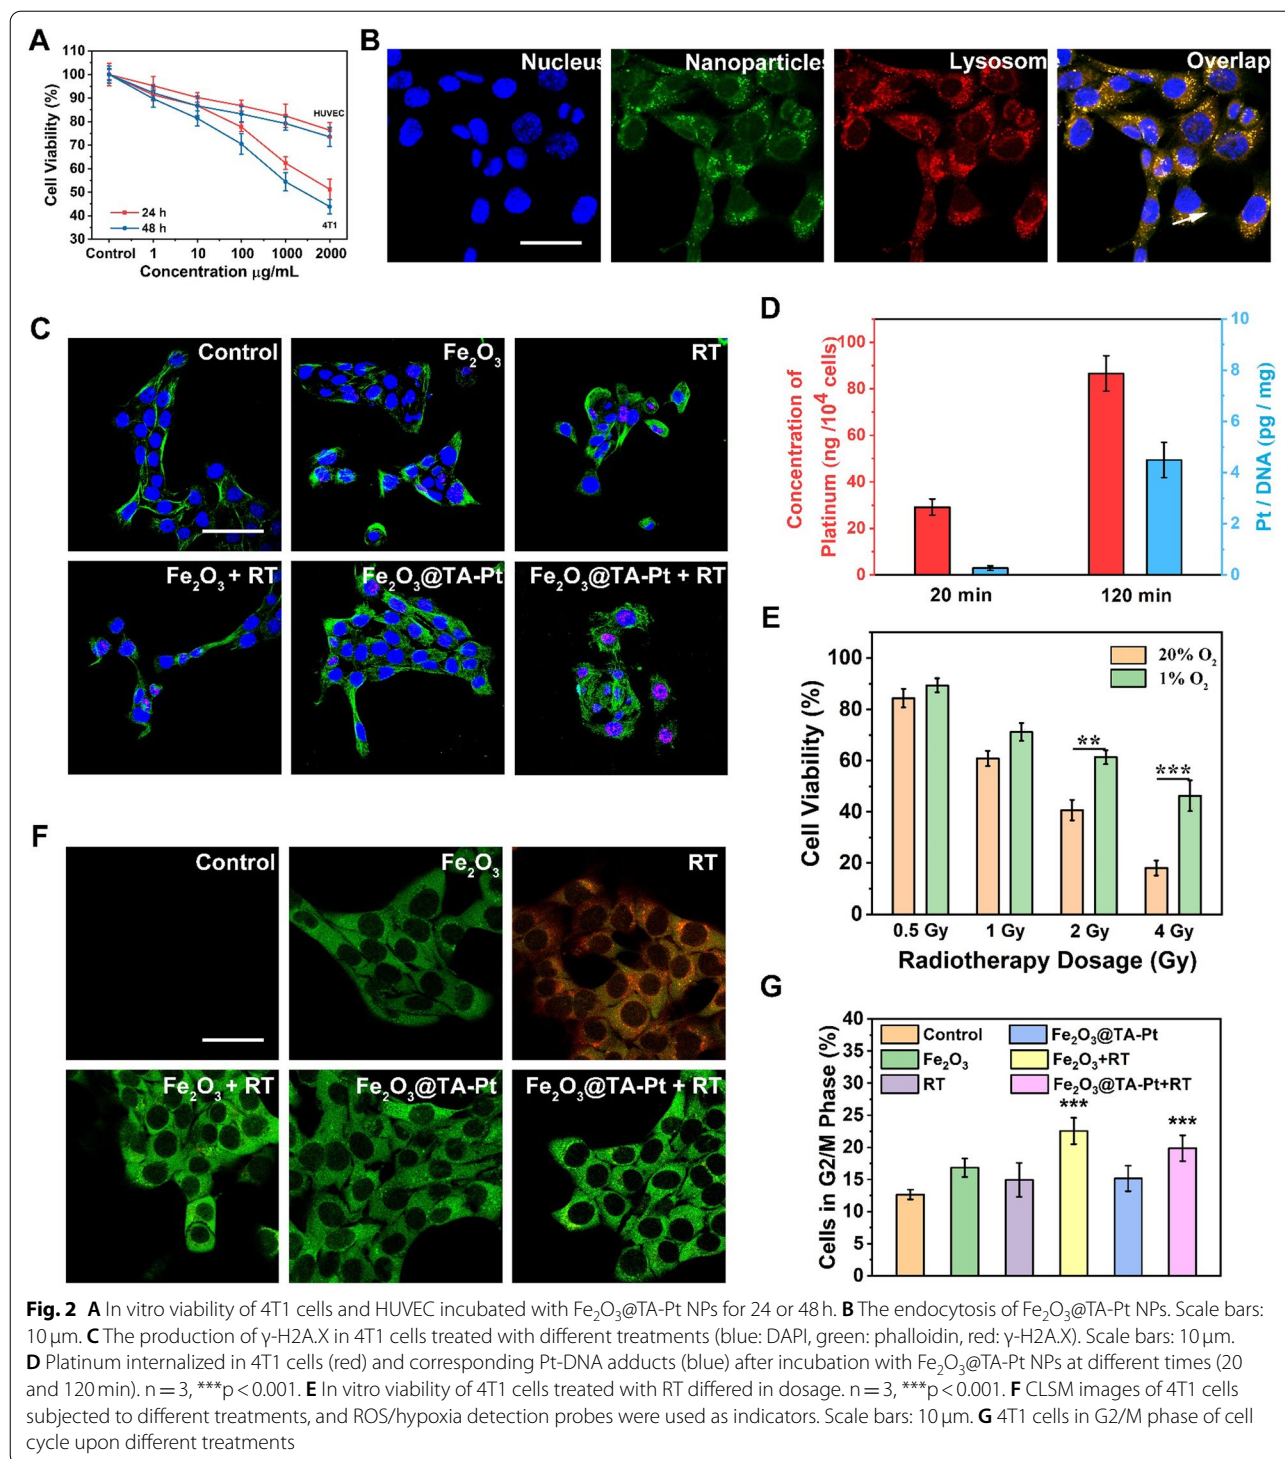 A
110
100
90
80
70
60
50
40
30
Cell Viability (%)
HUVEC
4T1
24 h
48 h
Control 1 10 100 1000 2000
Concentration μg/mL
B
Nucleus
Nanoparticles
Lysosome
Overlap
C
Control
Fe₂O₃
RT
Fe₂O₃ + RT
Fe₂O₃@TA-Pt
Fe₂O₃@TA-Pt + RT
D
Concentration of
Platinum (ng /10⁴ cells)
100
80
60
40
20
0
10
8
6
4
2
0
Pt / DNA (pg / mg)
20 min 120 min
E
Cell Viability (%)
100
80
60
40
20
0
20% O₂
1% O₂
**
***
0.5 Gy 1 Gy 2 Gy 4 Gy
Radiotherapy Dosage (Gy)
F
Control
Fe₂O₃
RT
Fe₂O₃ + RT
Fe₂O₃@TA-Pt
Fe₂O₃@TA-Pt + RT
G
Cells in G2/M Phase (%)
40
35
30
25
20
15
10
5
0
Control
Fe₂O₃
RT
Fe₂O₃@TA-Pt
Fe₂O₃+RT
Fe₂O₃@TA-Pt+RT
***
***
Fig. 2 A In vitro viability of 4T1 cells and HUVEC incubated with Fe₂O₃@TA-Pt NPs for 24 or 48 h. B The endocytosis of Fe₂O₃@TA-Pt NPs. Scale bars:
10 μm. C The production of γ-H2A.X in 4T1 cells treated with different treatments (blue: DAPI, green: phalloidin, red: γ-H2A.X). Scale bars: 10 μm.
D Platinum internalized in 4T1 cells (red) and corresponding Pt-DNA adducts (blue) after incubation with Fe₂O₃@TA-Pt NPs at different times (20
and 120 min). n = 3, ***p < 0.001. E In vitro viability of 4T1 cells treated with RT differed in dosage. n = 3, ***p < 0.001. F CLSM images of 4T1 cells
subjected to different treatments, and ROS/hypoxia detection probes were used as indicators. Scale bars: 10 μm. G 4T1 cells in G2/M phase of cell
cycle upon different treatments